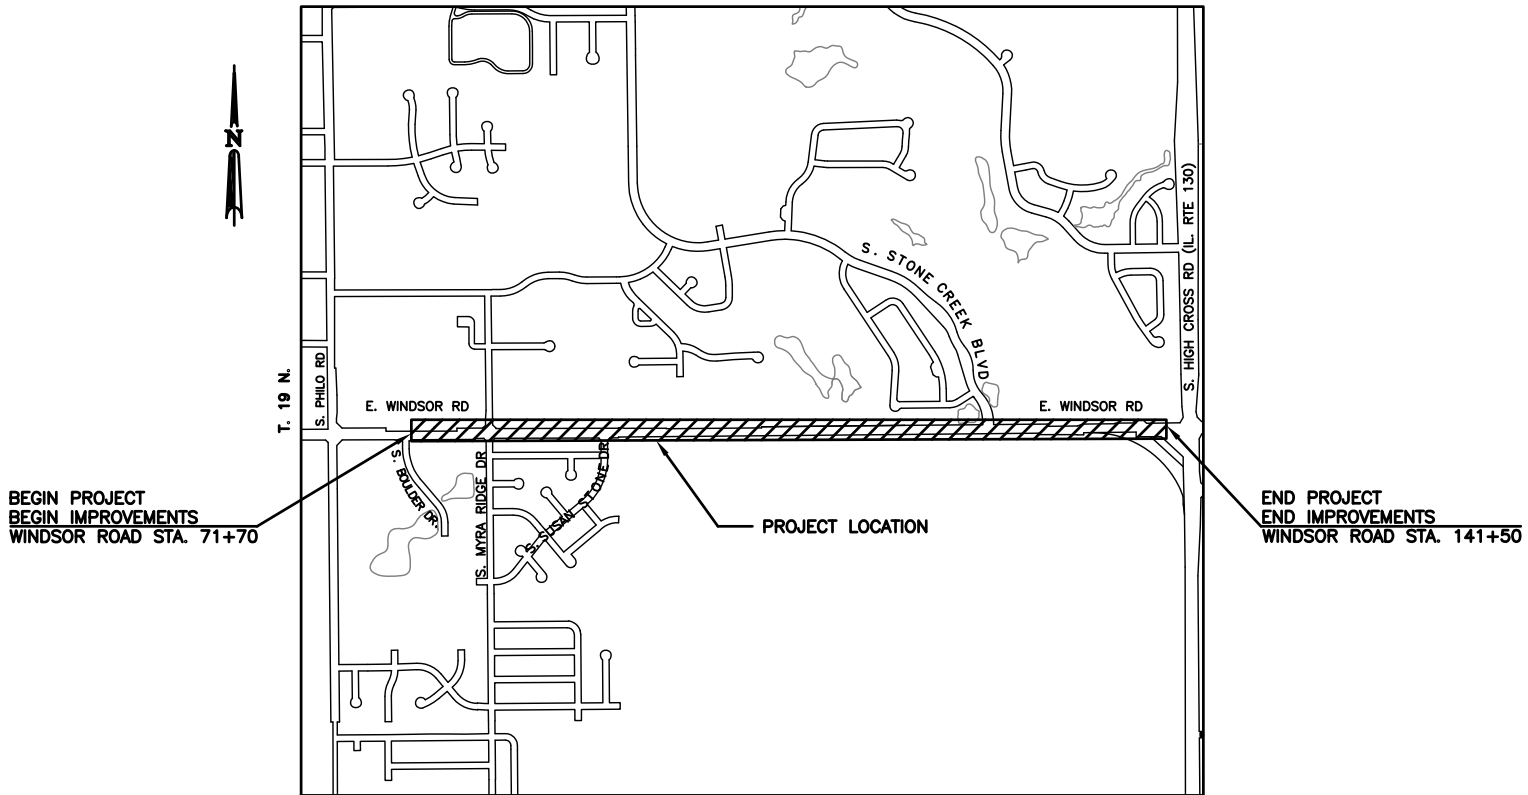 N
T. 19 N.
S. PHILO RD
E. WINDSOR RD
S. STONE CREEK BLVD
E. WINDSOR RD
S. HIGH CROSS RD (IL. RTE 130)
S. BOULDER DR.
S. MYRA RIDGE DR
S. SUSAN STONE DR
BEGIN PROJECT
BEGIN IMPROVEMENTS
WINDSOR ROAD STA. 71+70
PROJECT LOCATION
END PROJECT
END IMPROVEMENTS
WINDSOR ROAD STA. 141+50